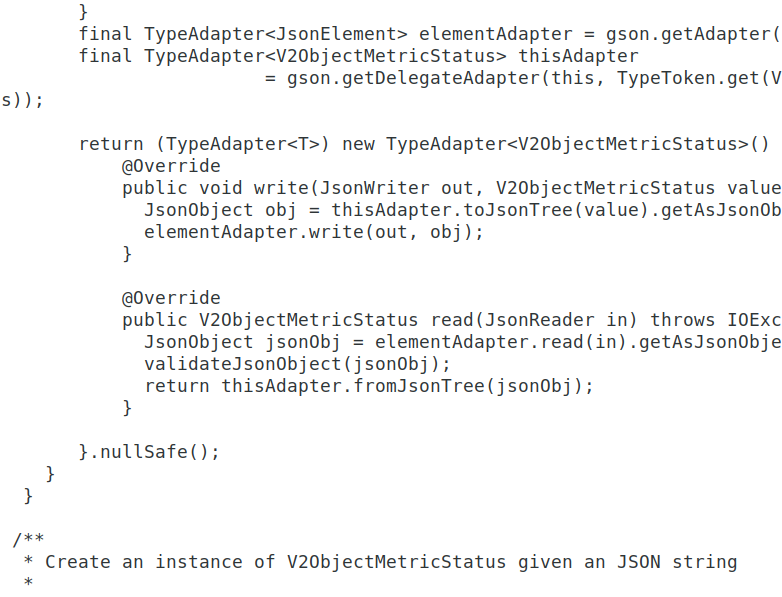 }
final TypeAdapter<JsonElement> elementAdapter = gson.getAdapter(
final TypeAdapter<V2ObjectMetricStatus> thisAdapter
= gson.getDelegateAdapter(this, TypeToken.get(V
s));
return (TypeAdapter<T>) new TypeAdapter<V2ObjectMetricStatus>()
@Override
public void write(JsonWriter out, V2ObjectMetricStatus value
JsonObject obj = thisAdapter.toJsonTree(value).getAsJsonOb
elementAdapter.write(out, obj);
}
@Override
public V2ObjectMetricStatus read(JsonReader in) throws IOExc
JsonObject jsonObj = elementAdapter.read(in).getAsJsonObje
validateJsonObject(jsonObj);
return thisAdapter.fromJsonTree(jsonObj);
}
}.nullSafe();
}
}
/**
* Create an instance of V2ObjectMetricStatus given an JSON string
*